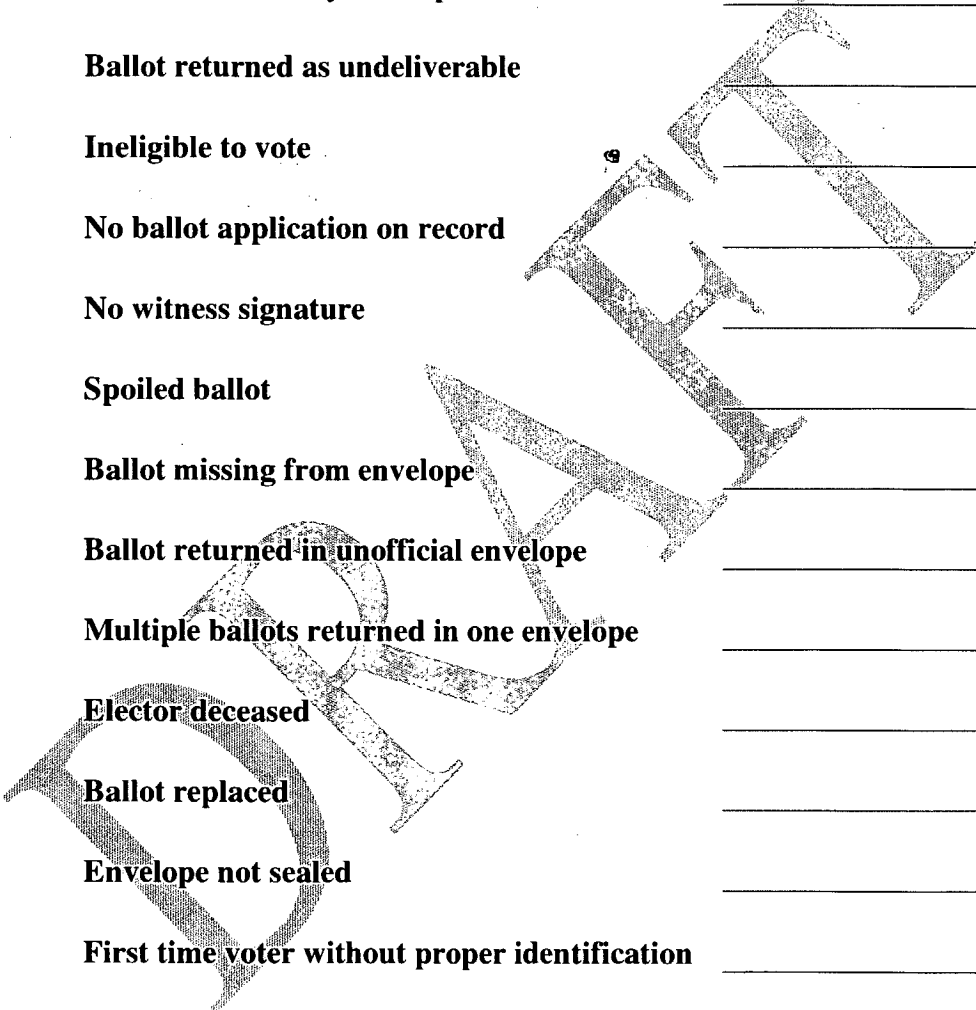 Ballot returned as undeliverable
Ineligible to vote
No ballot application on record
No witness signature
Spoiled ballot
Ballot missing from envelope
Ballot returned in unofficial envelope
Multiple ballots returned in one envelope
Elector deceased
Ballot replaced
Envelope not sealed
First time voter without proper identification
DRAFT